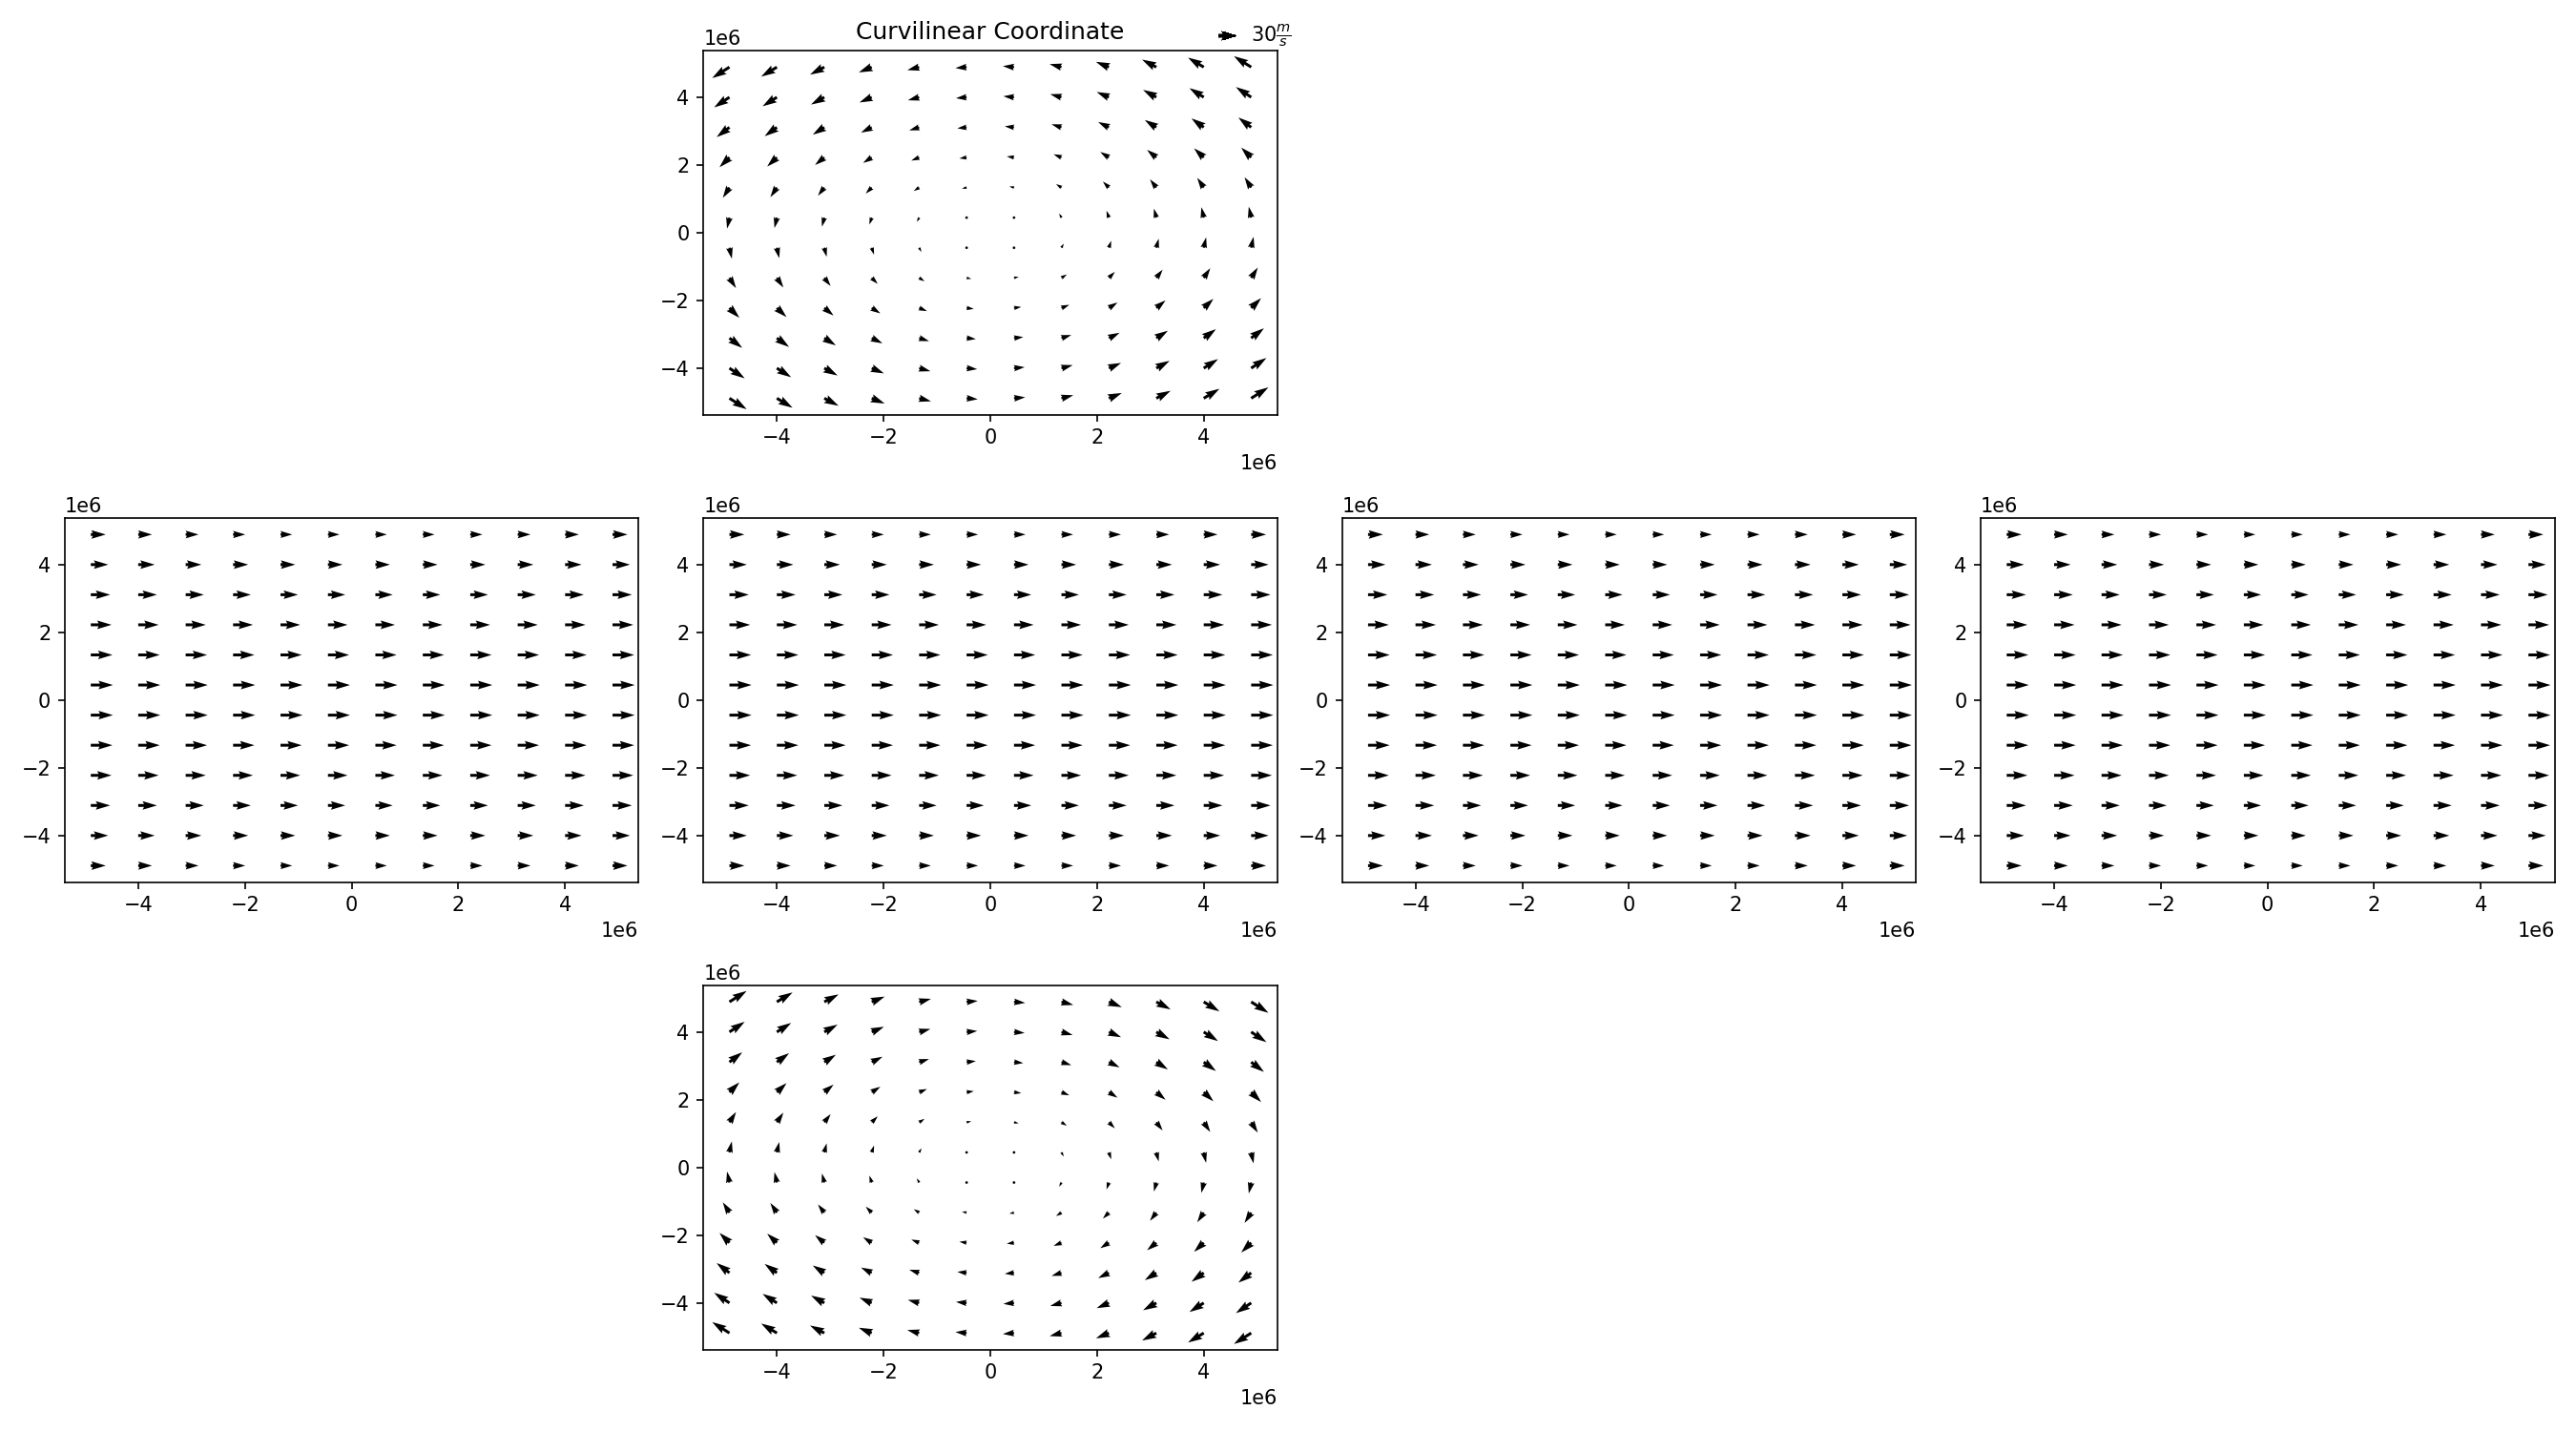 Curvilinear Coordinate
30 m/s
1e6
4
2
0
−2
−4
−4 −2 0 2 4
1e6
1e6 1e6 1e6 1e6
4 4 4 4
2 2 2 2
0 0 0 0
−2 −2 −2 −2
−4 −4 −4 −4
−4 −2 0 2 4 −4 −2 0 2 4 −4 −2 0 2 4 −4 −2 0 2 4
1e6 1e6 1e6 1e6
1e6
4
2
0
−2
−4
−4 −2 0 2 4
1e6